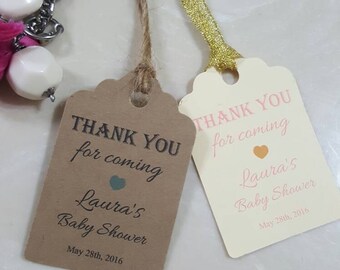 THANK YOU
for coming
Laura's
Baby Shower
May 28th, 2016
THANK YOU
for coming
Laura's
Baby Shower
May 28th, 2016